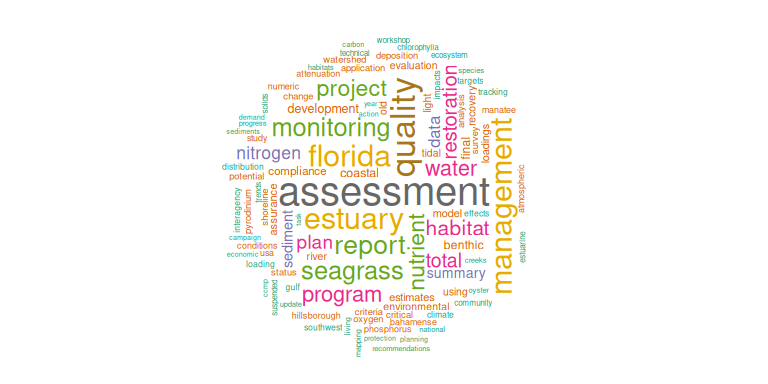 workshop
carbon
chlorophylla
technical
ecosystem
watershed
deposition
habitats
application
evaluation
attenuation
species
numeric
project
quality
light
impacts
restoration
targets
change
solids
development
old
year
action
data
analysis
recovery
tracking
manatee
demand
progress
sediments
monitoring
study
nitrogen
florida
tidal
final
survey
loadings
management
distribution
potential
compliance
coastal
water
atmospheric
interagency
pyrodinium
trends
shoreline
assurance
assessment
campaign
conditions
economic
usa
loading
sediment
task
estuary
nutrient
model
effects
habitat
estuarine
plan
report
benthic
river
total
creeks
status
seagrass
summary
ccmp
suspended
gulf
program
estimates
using
oyster
update
environmental
community
hillsborough
criteria
critical
climate
southwest
living
oxygen
bahamense
phosphorus
national
mapping
protection
planning
recommendations